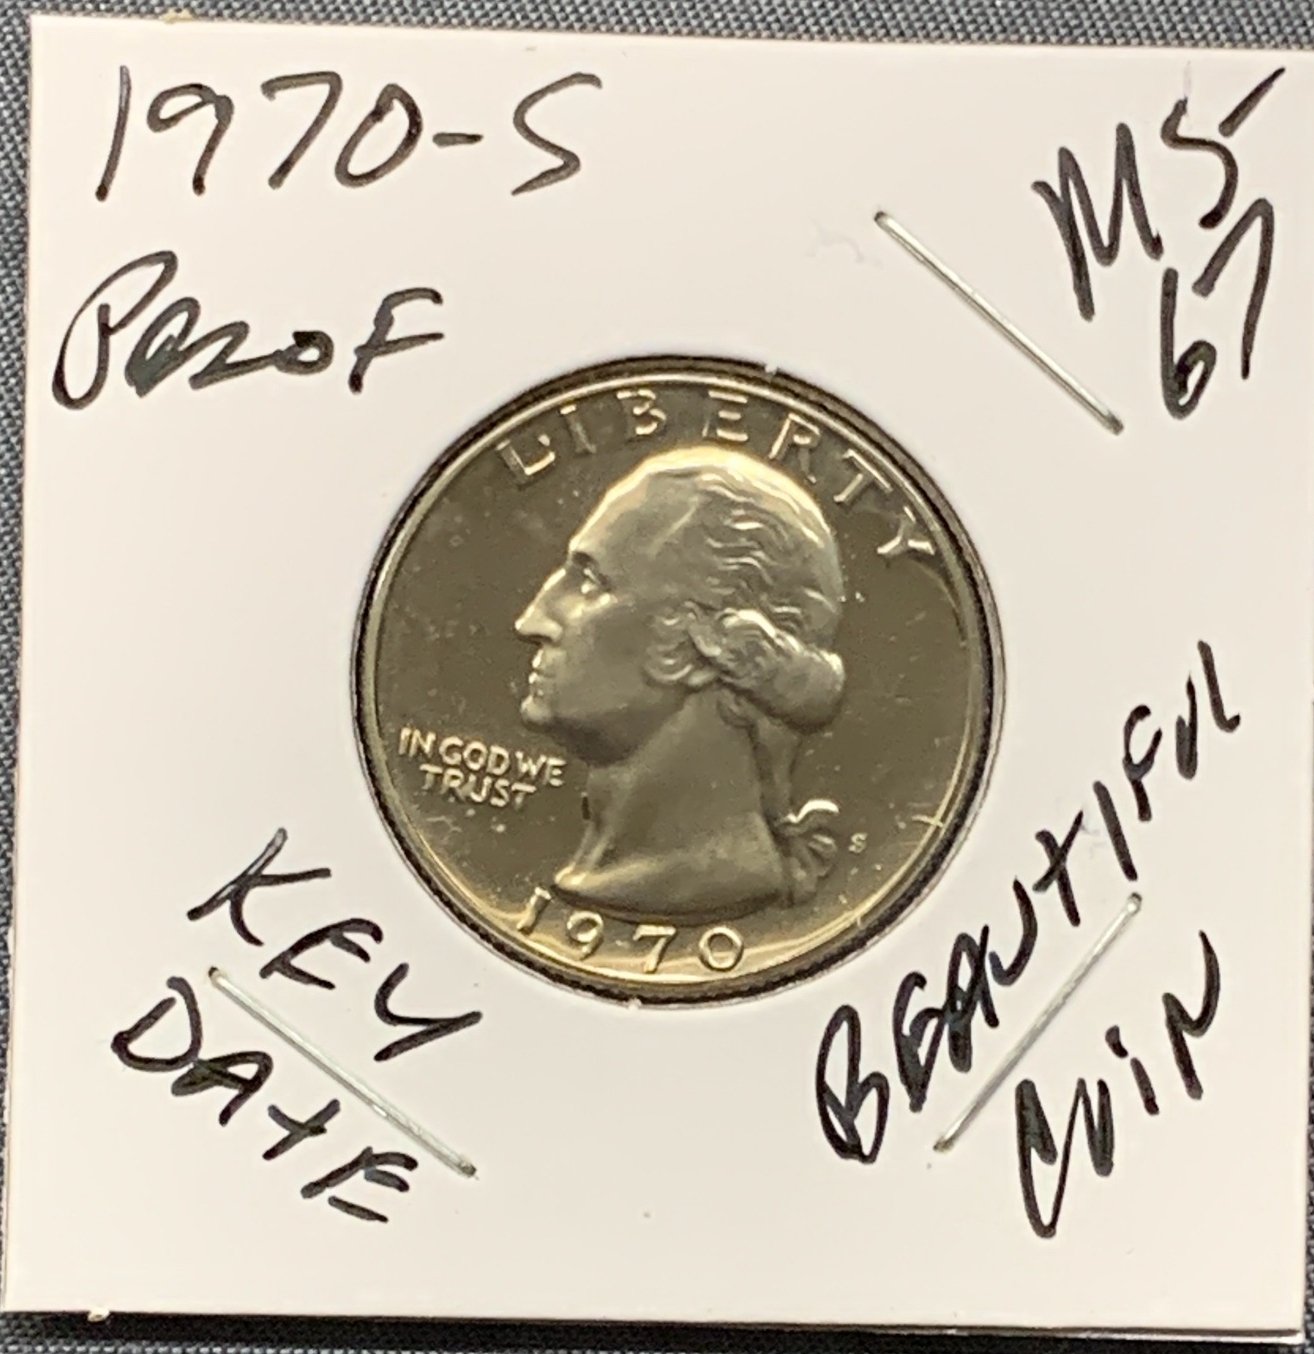 1970-S
PROOF
MS
67
LIBERTY
IN GOD WE
TRUST
S
1970
KEY
DATE
BEAUTIFUL
COIN